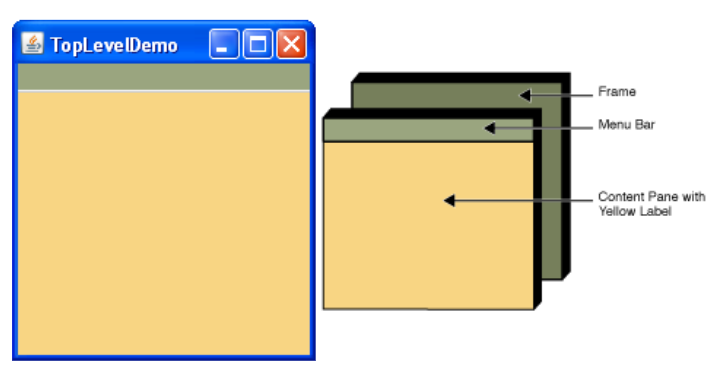 TopLevelDemo
Frame
Menu Bar
Content Pane with
Yellow Label